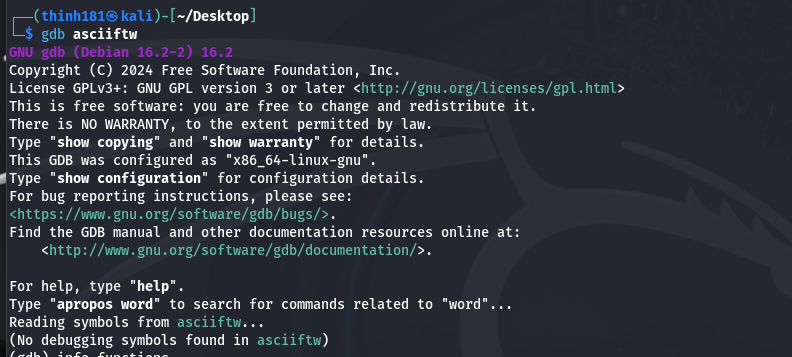 ┌──(thinh181㉿kali)-[~/Desktop]
└─$ gdb asciiftw
GNU gdb (Debian 16.2-2) 16.2
Copyright (C) 2024 Free Software Foundation, Inc.
License GPLv3+: GNU GPL version 3 or later <http://gnu.org/licenses/gpl.html>
This is free software: you are free to change and redistribute it.
There is NO WARRANTY, to the extent permitted by law.
Type "show copying" and "show warranty" for details.
This GDB was configured as "x86_64-linux-gnu".
Type "show configuration" for configuration details.
For bug reporting instructions, please see:
<https://www.gnu.org/software/gdb/bugs/>.
Find the GDB manual and other documentation resources online at:
    <http://www.gnu.org/software/gdb/documentation/>.

For help, type "help".
Type "apropos word" to search for commands related to "word"...
Reading symbols from asciiftw...
(No debugging symbols found in asciiftw)
(gdb) info functions